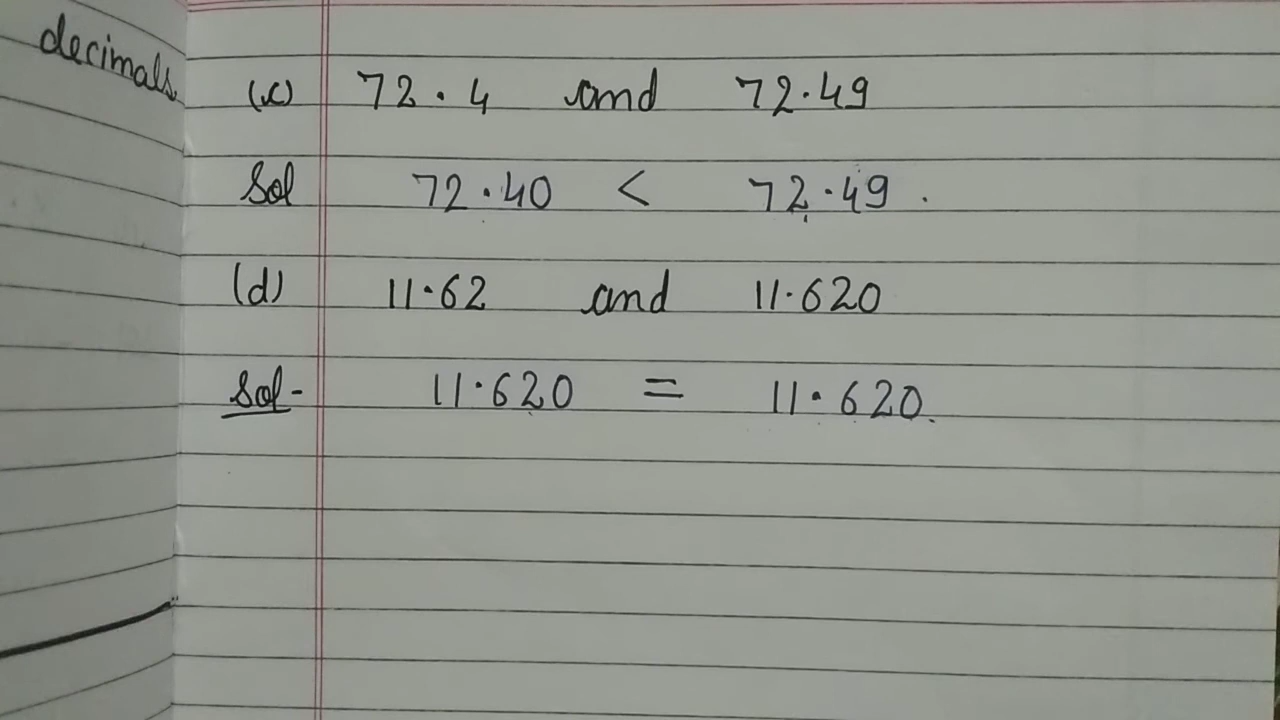 decimals
(c) 72.4 and 72.49
Sol 72.40 < 72.49.
(d) 11.62 and 11.620
Sol- 11.620 = 11.620.